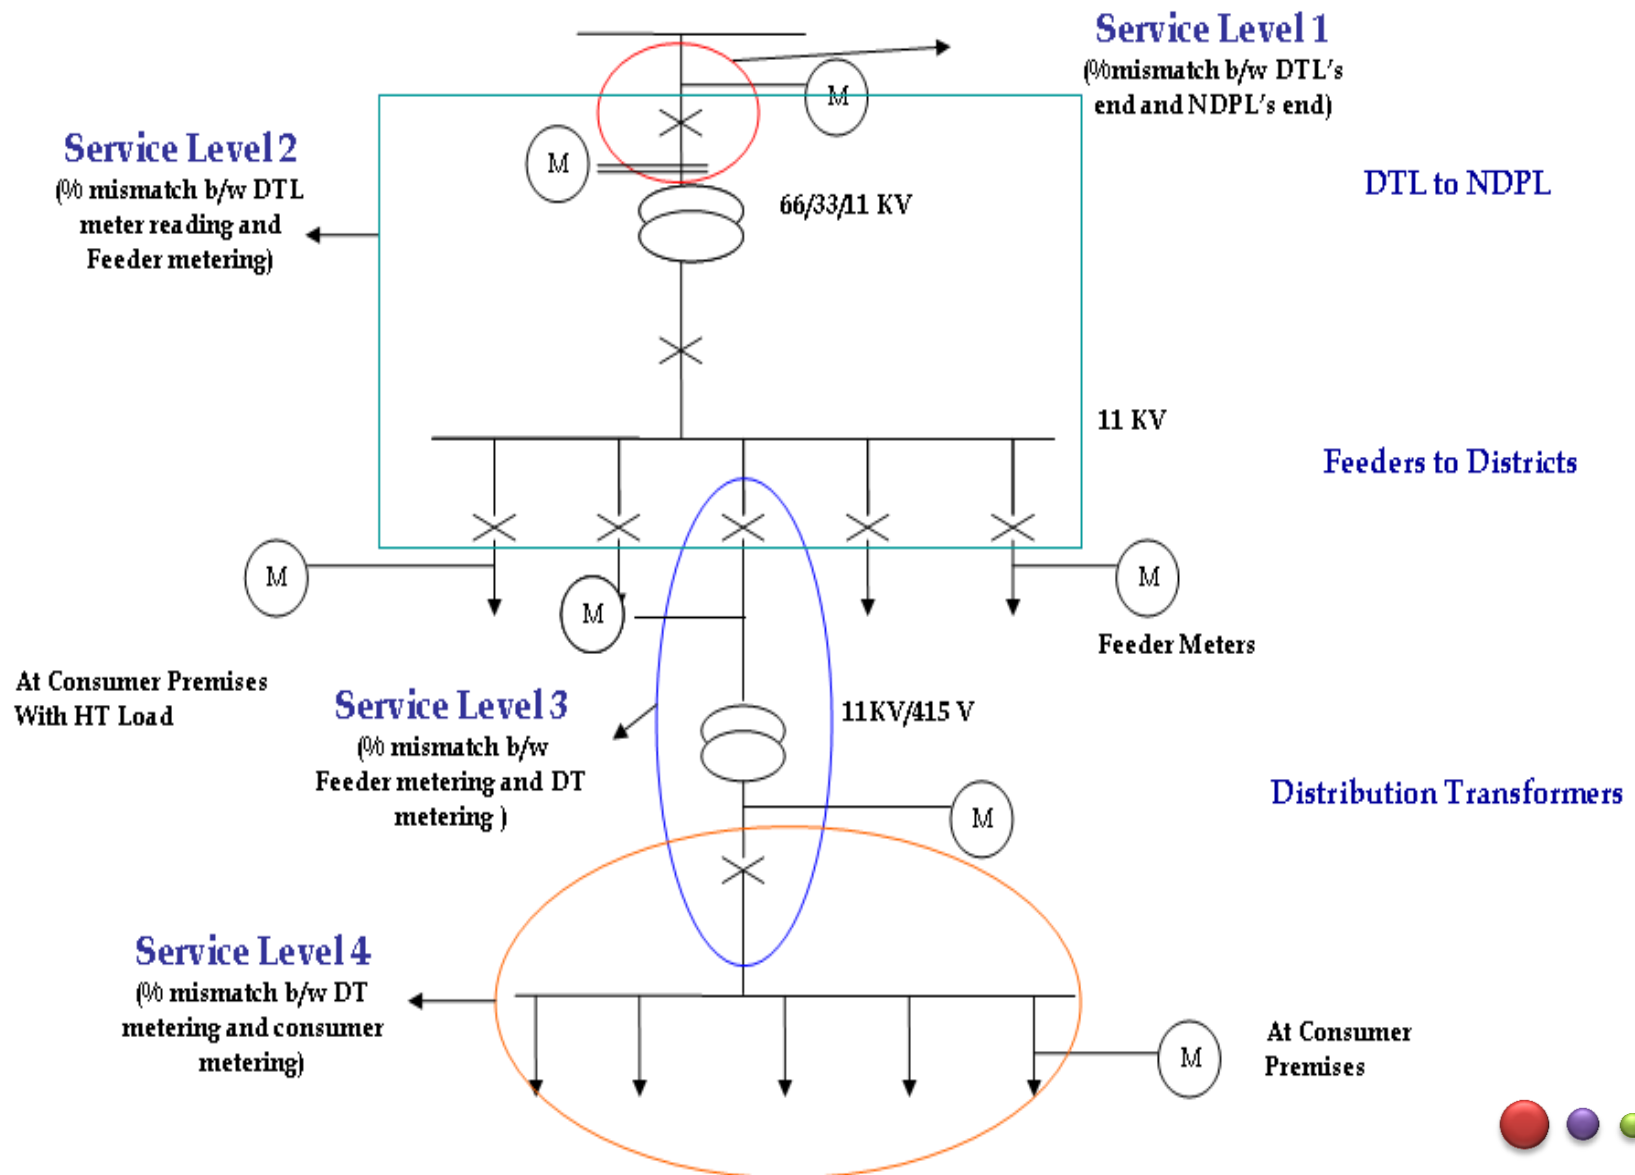 Service Level 1
(%mismatch b/w DTL's
end and NDPL's end)
M
Service Level 2
(% mismatch b/w DTL
meter reading and
Feeder metering)
M
66/33/11 KV
DTL to NDPL
11 KV
Feeders to Districts
M
M
M
Feeder Meters
At Consumer Premises
With HT Load
Service Level 3
(% mismatch b/w
Feeder metering and DT
metering )
11KV/415 V
Distribution Transformers
M
Service Level 4
(% mismatch b/w DT
metering and consumer
metering)
M
At Consumer
Premises